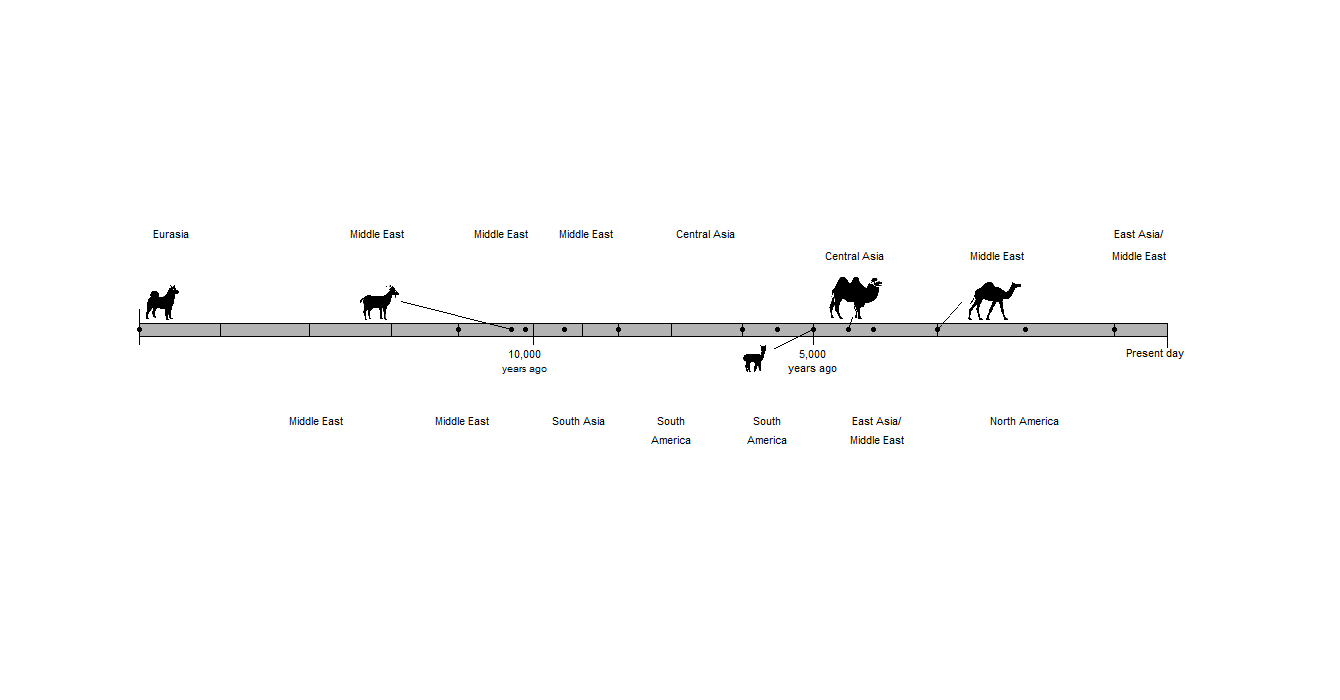 Eurasia
Middle East
Middle East
Middle East
Central Asia
East Asia/
Middle East
Central Asia
Middle East
10,000
years ago
5,000
years ago
Present day
Middle East
Middle East
South Asia
South
America
South
America
East Asia/
Middle East
North America